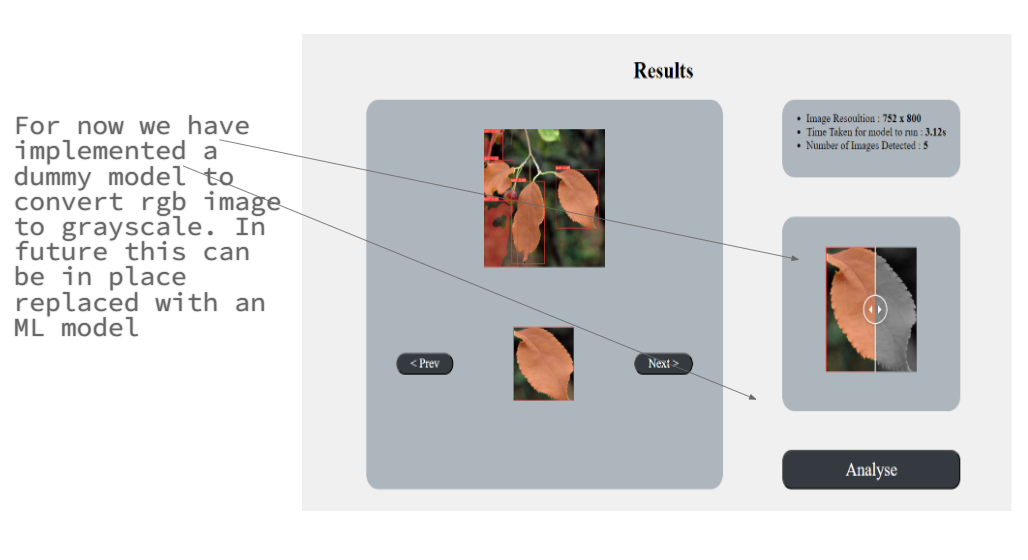 For now we have
implemented a
dummy model to
convert rgb image
to grayscale. In
future this can
be in place
replaced with an
ML model
Results
Image Resoultion : 752 x 800
Time Taken for model to run : 3.12s
Number of Images Detected : 5
< Prev
Next >
Analyse